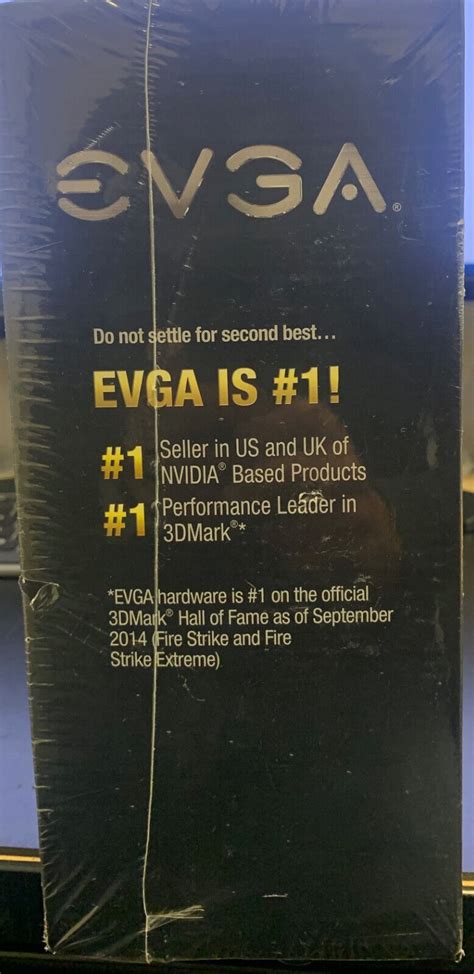 EVGA®
Do not settle for second best...
EVGA IS #1!
#1 Seller in US and UK of
NVIDIA® Based Products
#1 Performance Leader in
3DMark®*
*EVGA hardware is #1 on the official
3DMark® Hall of Fame as of September
2014 (Fire Strike and Fire
Strike Extreme)